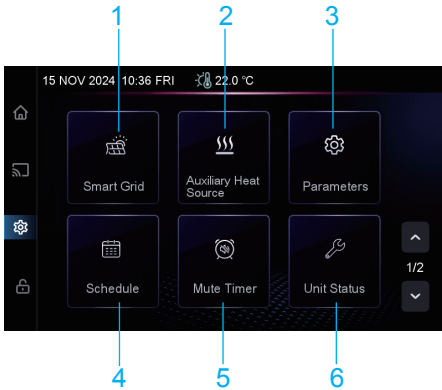 1 2 3
15 NOV 2024 10:36 FRI 22.0 °C
Smart Grid
Auxiliary Heat
Source
Parameters
1/2
Schedule
Mute Timer
Unit Status
4 5 6